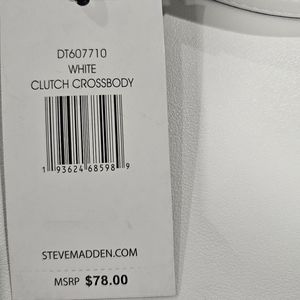 DT607710
WHITE
CLUTCH CROSSBODY
1 93624 68598 9
STEVEMADDEN.COM
MSRP $78.00